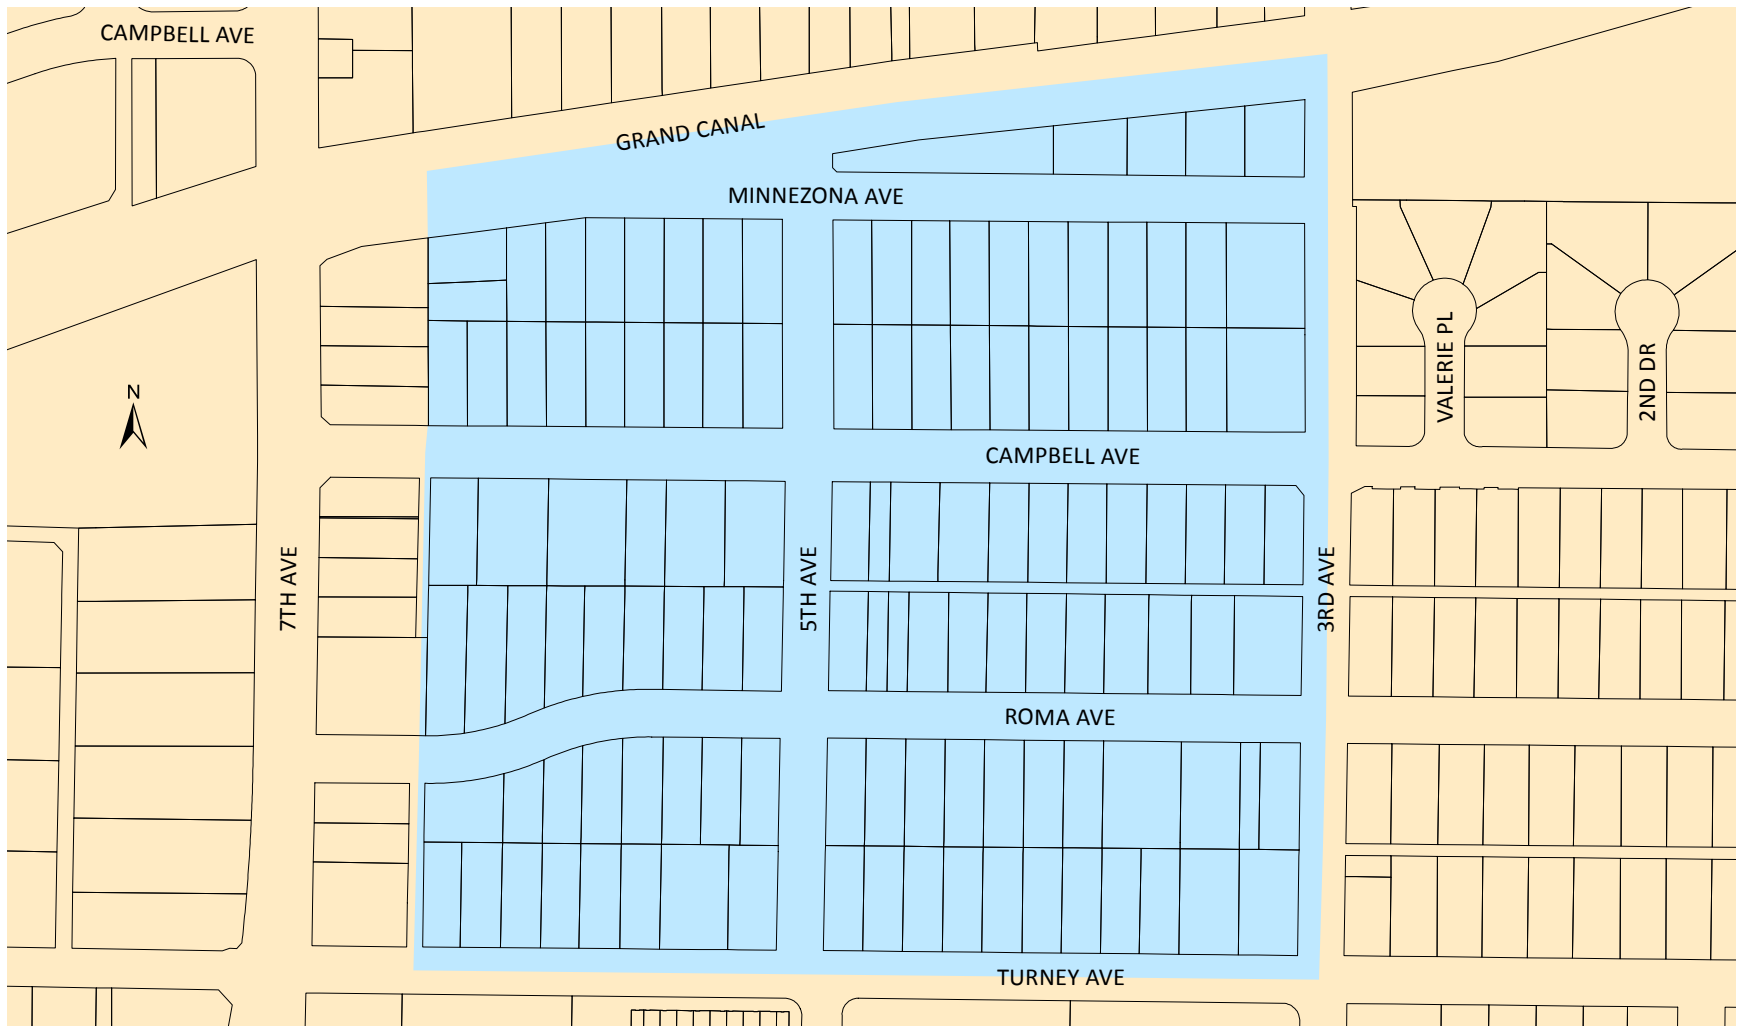 CAMPBELL AVE
GRAND CANAL
MINNEZONA AVE
VALERIE PL
2ND DR
N
CAMPBELL AVE
7TH AVE
5TH AVE
3RD AVE
ROMA AVE
TURNEY AVE